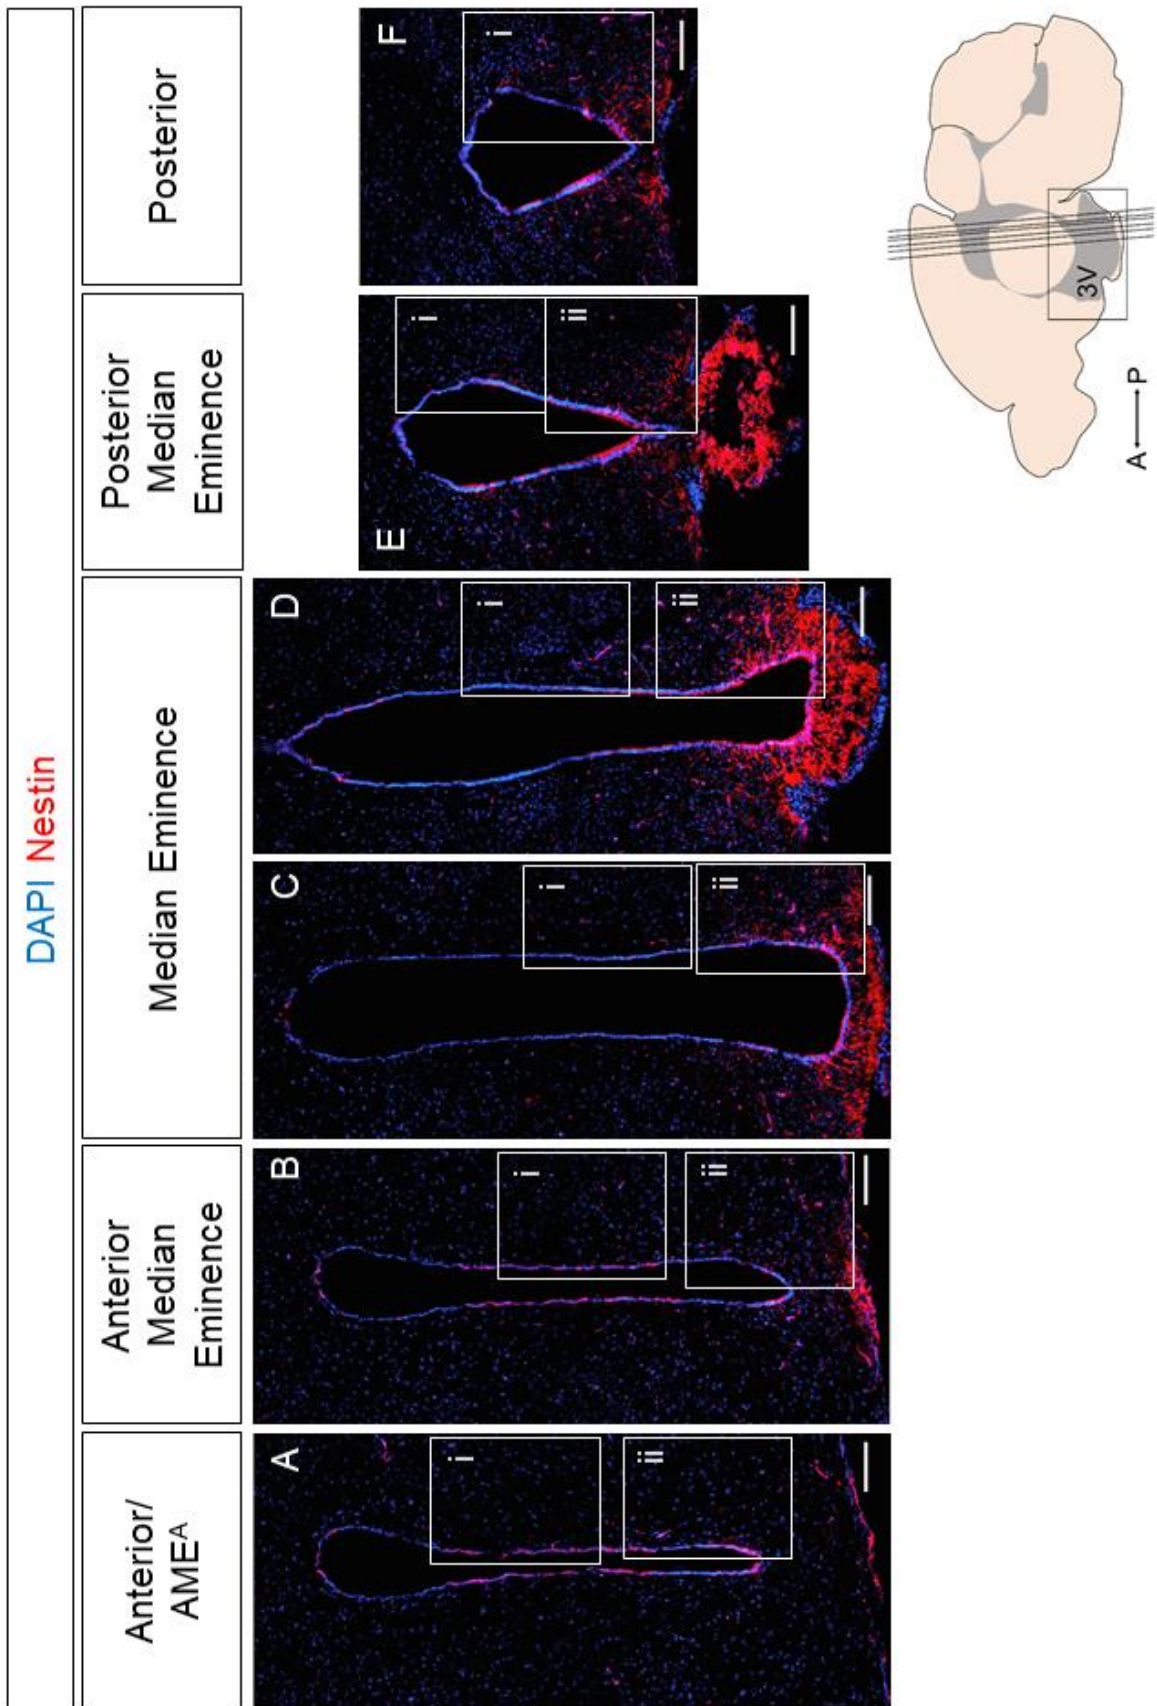 DAPI Nestin
Anterior/
AME^A
Anterior
Median
Eminence
Median Eminence
Posterior
Median
Eminence
Posterior
A
i
ii
B
i
ii
C
i
ii
D
i
ii
E
i
ii
F
i
3V
A
P